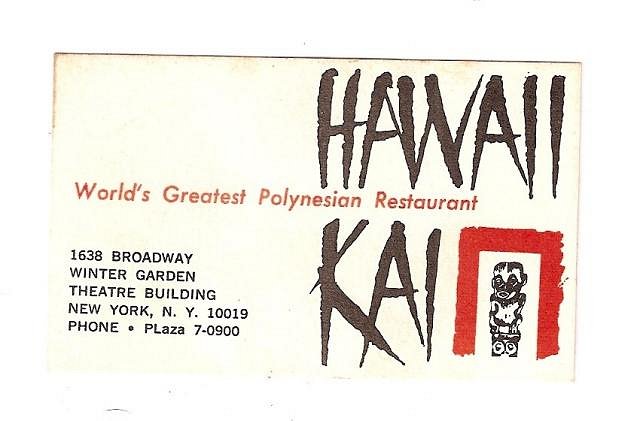 HAWAII
KAI
World's Greatest Polynesian Restaurant
1638 BROADWAY
WINTER GARDEN
THEATRE BUILDING
NEW YORK, N. Y. 10019
PHONE • PLaza 7-0900